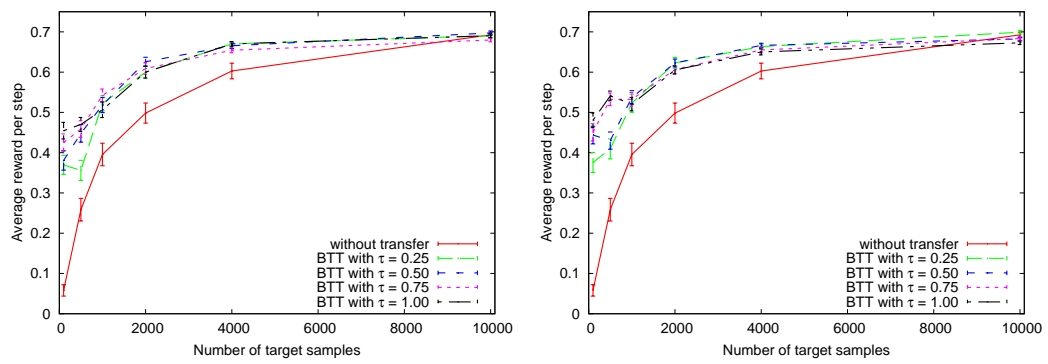 0.7
0.6
0.5
0.4
0.3
0.2
0.1
0
0 2000 4000 6000 8000 10000
Average reward per step
Number of target samples
without transfer
BTT with τ = 0.25
BTT with τ = 0.50
BTT with τ = 0.75
BTT with τ = 1.00
0.7
0.6
0.5
0.4
0.3
0.2
0.1
0
0 2000 4000 6000 8000 10000
Average reward per step
Number of target samples
without transfer
BTT with τ = 0.25
BTT with τ = 0.50
BTT with τ = 0.75
BTT with τ = 1.00